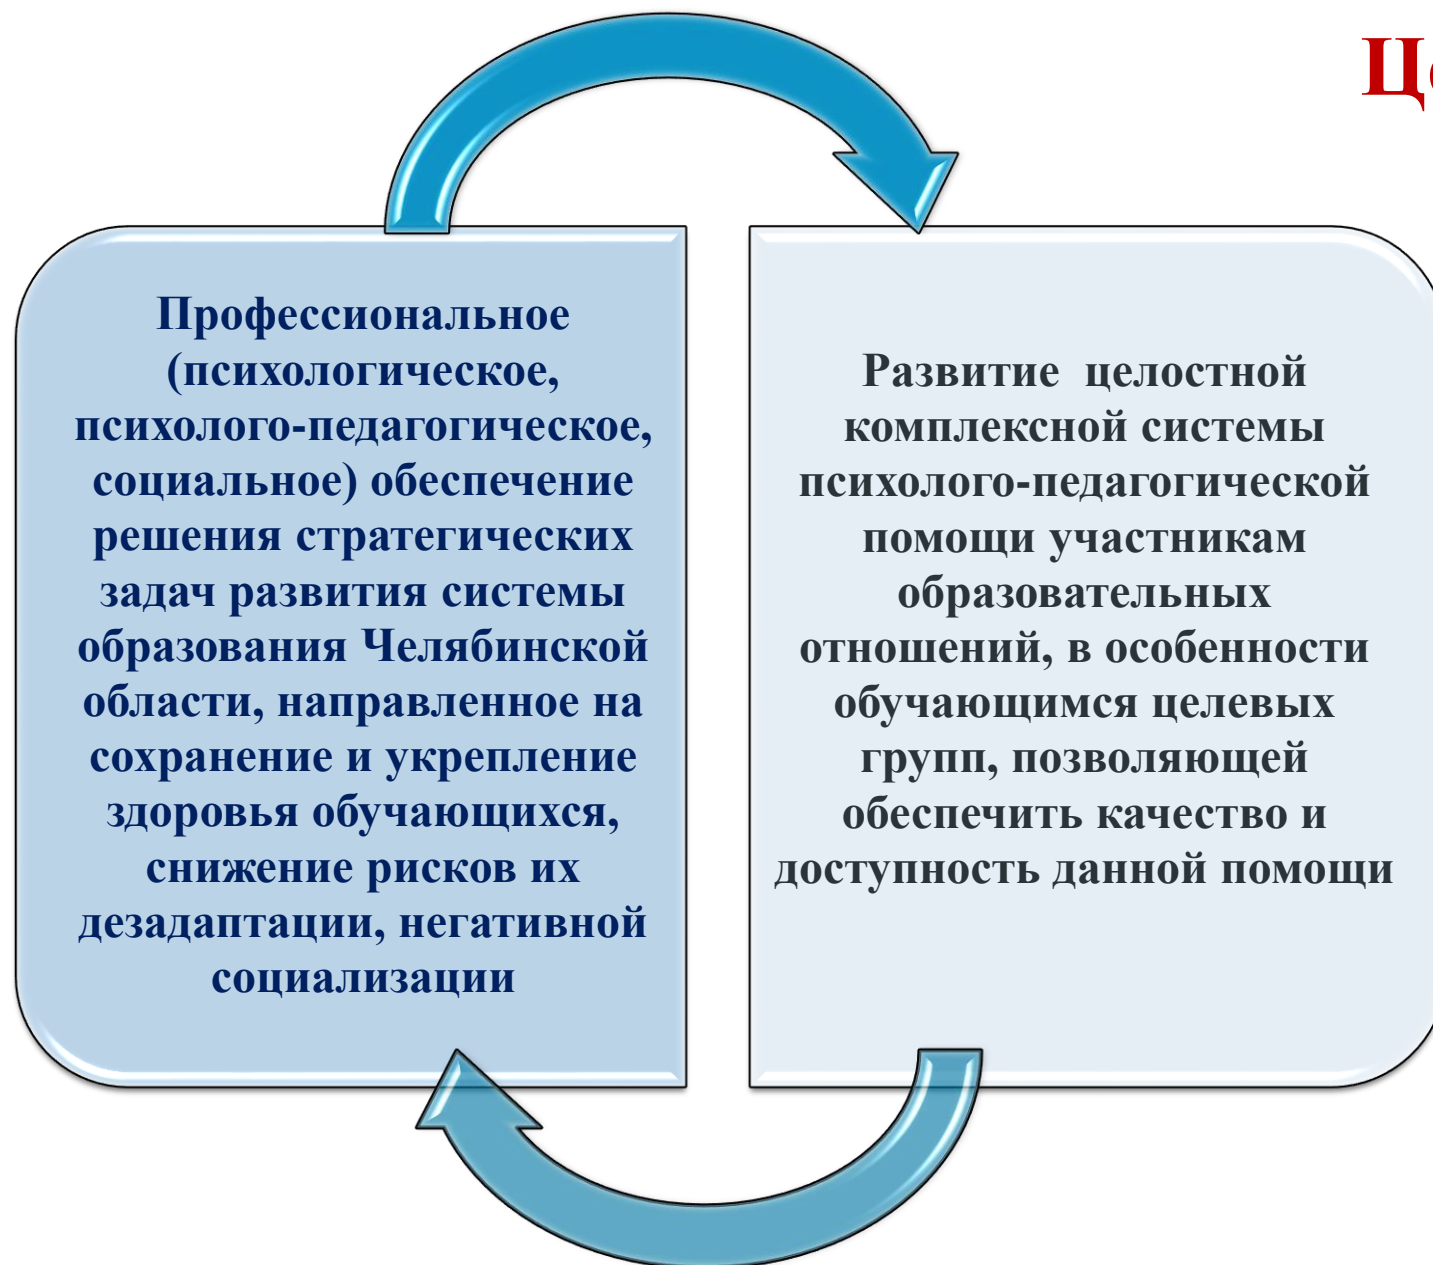 Профессиональное
(психологическое,
психолого-педагогическое,
социальное) обеспечение
решения стратегических
задач развития системы
образования Челябинской
области, направленное на
сохранение и укрепление
здоровья обучающихся,
снижение рисков их
дезадаптации, негативной
социализации
Развитие целостной
комплексной системы
психолого-педагогической
помощи участникам
образовательных
отношений, в особенности
обучающимся целевых
групп, позволяющей
обеспечить качество и
доступность данной помощи